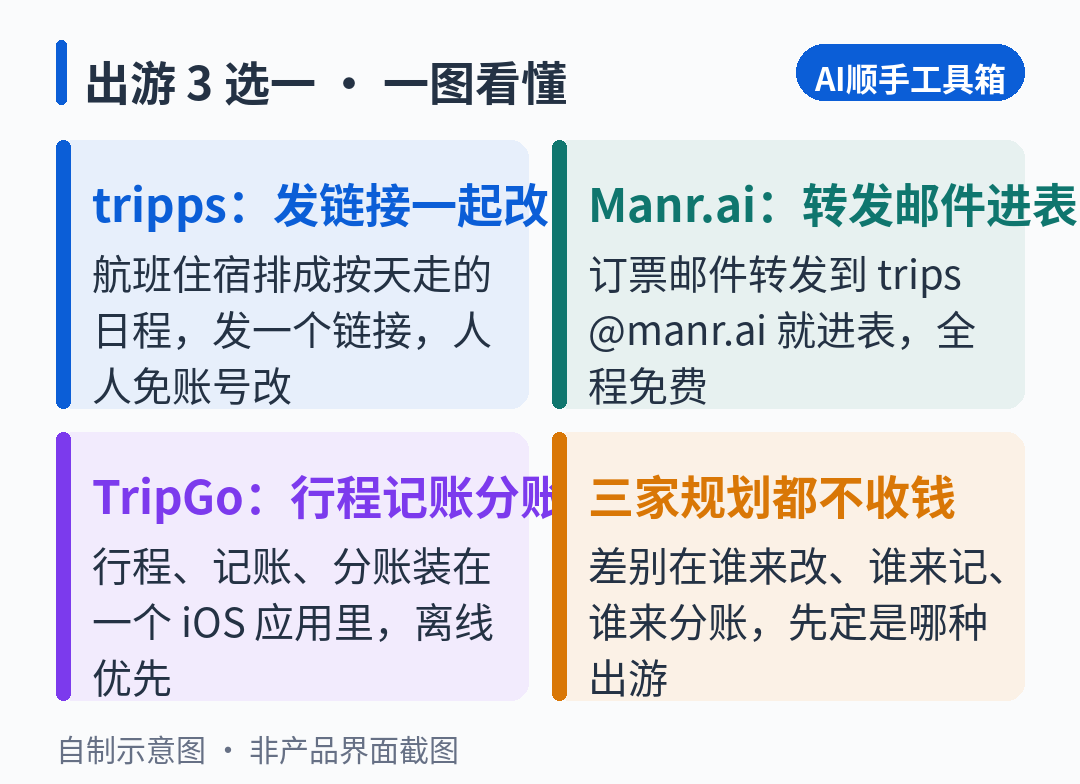 出游 3 选一 · 一图看懂
AI顺手工具箱
tripps：发链接一起改
航班住宿排成按天走的
日程，发一个链接，人
人免账号改
Manr.ai：转发邮件进表
订票邮件转发到 trips
@manr.ai 就进表，全
程免费
TripGo：行程记账分账
行程、记账、分账装在
一个 iOS 应用里，离线
优先
三家规划都不收钱
差别在谁来改、谁来记、
谁来分账，先定是哪种
出游
自制示意图 · 非产品界面截图